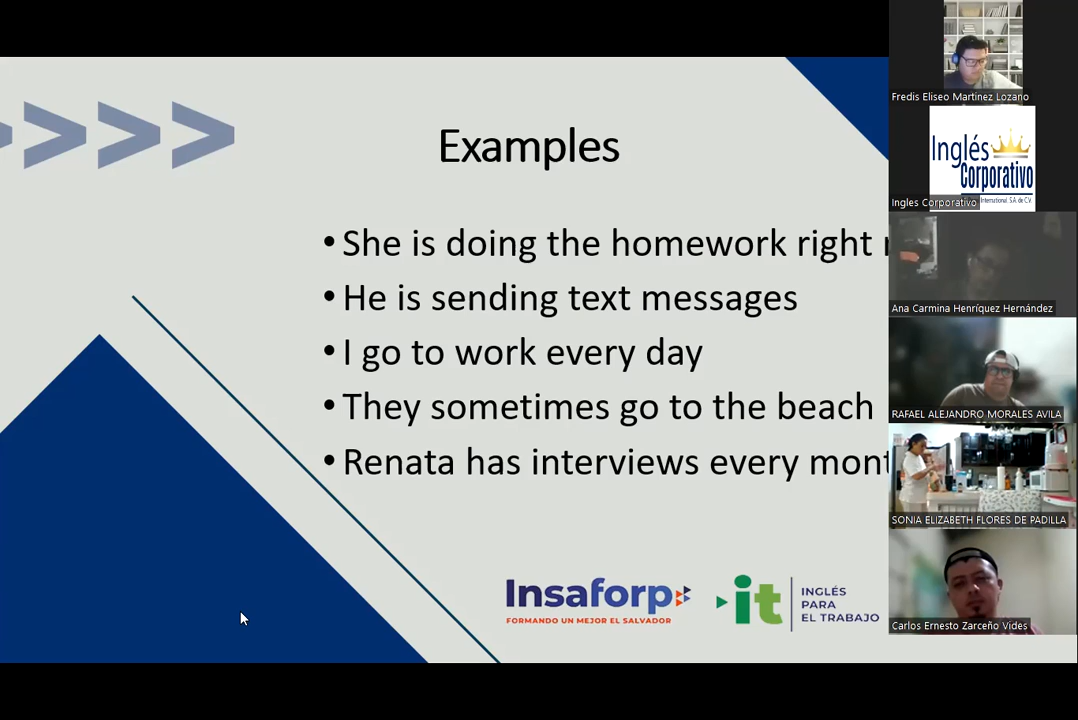 Examples
• She is doing the homework right
• He is sending text messages
• I go to work every day
• They sometimes go to the beach
• Renata has interviews every mont
Insaforp
FORMANDO UN MEJOR EL SALVADOR
it
INGLÉS
PARA
EL TRABAJO
Fredis Eliseo Martinez Lozano
Inglés
Corporativo
International, S.A. de C.V.
Ingles Corporativo
Ana Carmina Henríquez Hernández
RAFAEL ALEJANDRO MORALES AVILA
SONIA ELIZABETH FLORES DE PADILLA
Carlos Ernesto Zarceño Vides